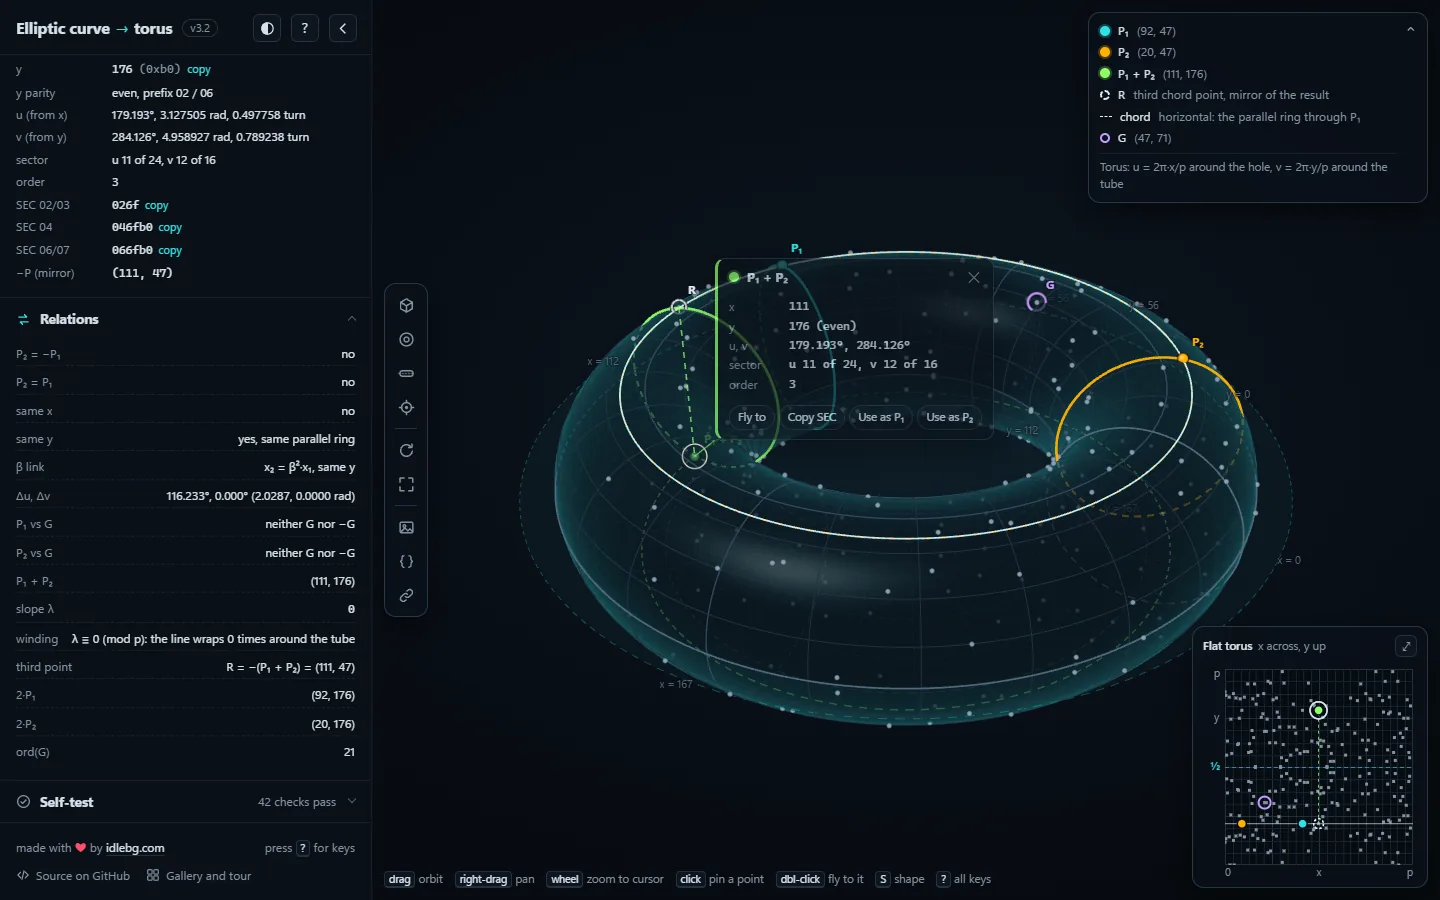 Elliptic curve → torus v3.2
?
y 176 (0xb0) copy
y parity even, prefix 02 / 06
u (from x) 179.193°, 3.127505 rad, 0.497758 turn
v (from y) 284.126°, 4.958927 rad, 0.789238 turn
sector u 11 of 24, v 12 of 16
order 3
SEC 02/03 026f copy
SEC 04 046fb0 copy
SEC 06/07 066fb0 copy
−P (mirror) (111, 47)
Relations
P₂ = −P₁ no
P₂ = P₁ no
same x no
same y yes, same parallel ring
β link x₂ = β²·x₁, same y
Δu, Δv 116.233°, 0.000° (2.0287, 0.0000 rad)
P₁ vs G neither G nor −G
P₂ vs G neither G nor −G
P₁ + P₂ (111, 176)
slope λ 0
winding λ ≡ 0 (mod p): the line wraps 0 times around the tube
third point R = −(P₁ + P₂) = (111, 47)
2·P₁ (92, 176)
2·P₂ (20, 176)
ord(G) 21
Self-test 42 checks pass
made with ❤ by idlebg.com press ? for keys
Source on GitHub Gallery and tour
P₁ (92, 47)
P₂ (20, 47)
P₁ + P₂ (111, 176)
R third chord point, mirror of the result
chord horizontal: the parallel ring through P₁
G (47, 71)
Torus: u = 2π·x/p around the hole, v = 2π·y/p around the
tube
P₁
R
G
y = 56
P₂
x = 112
y = 0
y = 112
x = 0
x = 167
P₁ + P₂
x 111
y 176 (even)
u, v 179.193°, 284.126°
sector u 11 of 24, v 12 of 16
order 3
Fly to Copy SEC Use as P₁ Use as P₂
Flat torus x across, y up
p
y
½
0 x p
drag orbit right-drag pan wheel zoom to cursor click pin a point dbl-click fly to it S shape ? all keys